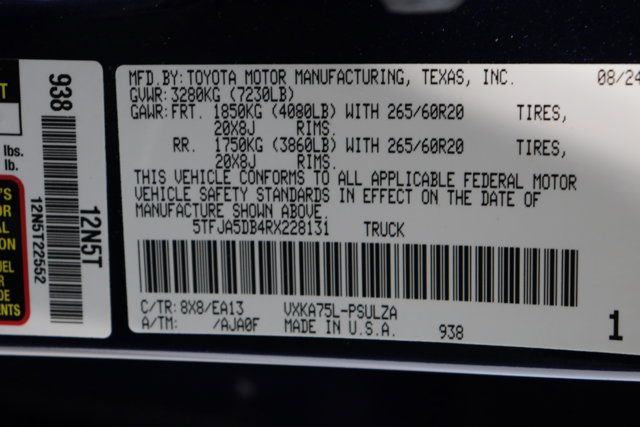 MFD.BY: TOYOTA MOTOR MANUFACTURING, TEXAS, INC. 08/24
GVWR: 3280KG (7230LB)
GAWR: FRT. 1850KG (4080LB) WITH 265/60R20 TIRES,
20X8J RIMS.
RR. 1750KG (3860LB) WITH 265/60R20 TIRES,
20X8J RIMS.
THIS VEHICLE CONFORMS TO ALL APPLICABLE FEDERAL MOTOR
VEHICLE SAFETY STANDARDS IN EFFECT ON THE DATE OF
MANUFACTURE SHOWN ABOVE.
5TFJA5DB4RX228131 TRUCK
C/TR: 8X8/EA13 VXKA75L-PSULZA
A/TM: /AJA0F MADE IN U.S.A. 938
1
938
12N5T
12N5T22552
lbs.
lb.